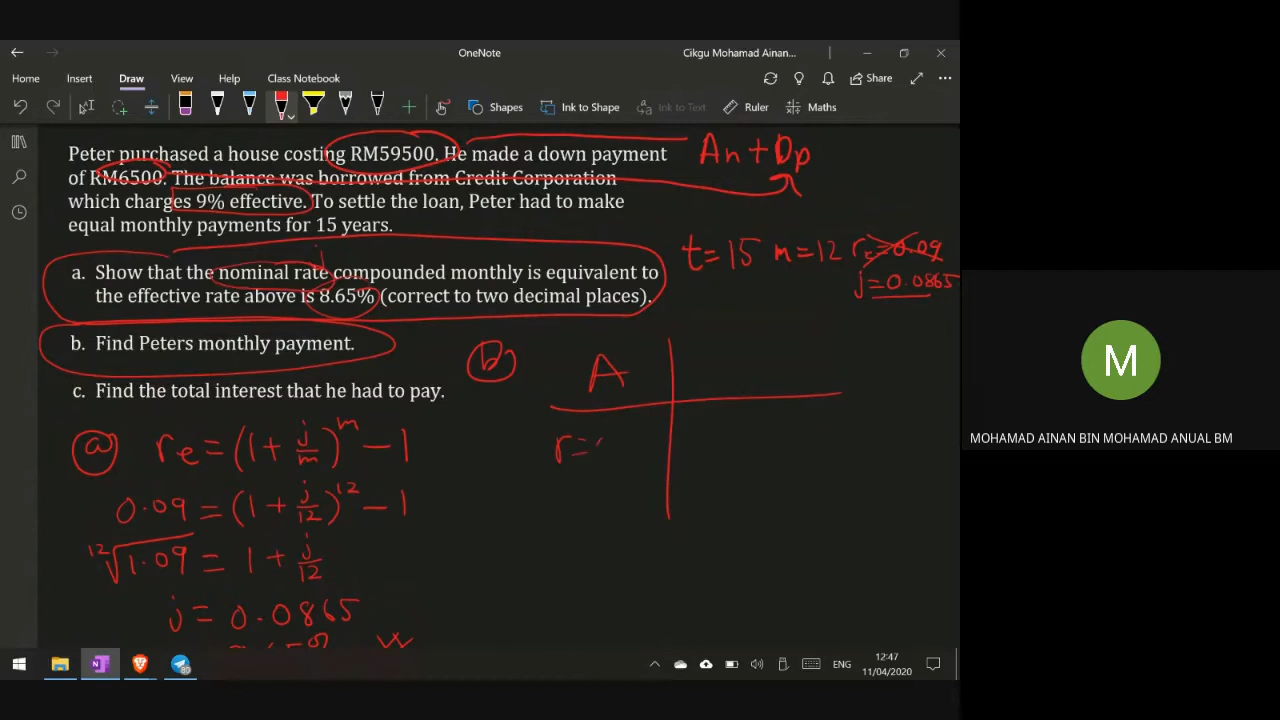 OneNote
Cikgu Mohamad Ainan...
Home Insert Draw View Help Class Notebook
Share
Shapes Ink to Shape Ink to Text Ruler Maths
Peter purchased a house costing RM59500. He made a down payment
of RM6500. The balance was borrowed from Credit Corporation
which charges 9% effective. To settle the loan, Peter had to make
equal monthly payments for 15 years.
An + Dp
t = 15 m = 12 re = 0.09
j = 0.0865
j
a. Show that the nominal rate compounded monthly is equivalent to
the effective rate above is 8.65% (correct to two decimal places).
b. Find Peters monthly payment.
c. Find the total interest that he had to pay.
(a) re = (1 + j/m)^m - 1
0.09 = (1 + j/12)^12 - 1
12√1.09 = 1 + j/12
j = 0.0865
(b) A
r =
M
MOHAMAD AINAN BIN MOHAMAD ANUAL BM
80
ENG
12:47
11/04/2020